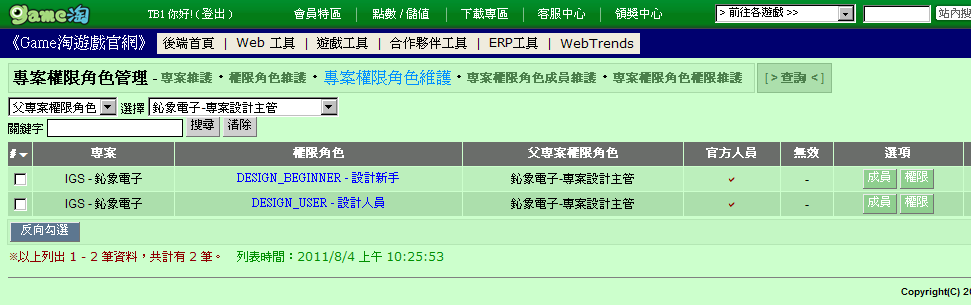 Game淘 TB1 你好! ( 登出 ) 會員特區 | 點數 / 儲值 | 下載專區 | 客服中心 | 領獎中心 > 前往各遊戲 >> 站內搜
《Game淘遊戲官網》 後端首頁 | Web 工具 | 遊戲工具 | 合作夥伴工具 | ERP工具 | WebTrends
專案權限角色管理 - 專案維護‧權限角色維護‧專案權限角色維護‧專案權限角色成員維護‧專案權限角色權限維護 [ > 查詢 < ]
父專案權限角色 選擇 鈊象電子-專案設計主管
關鍵字 搜尋 清除
# 專案 權限角色 父專案權限角色 官方人員 無效 選項
IGS - 鈊象電子 DESIGN_BEGINNER - 設計新手 鈊象電子-專案設計主管 ✓ - 成員 權限
IGS - 鈊象電子 DESIGN_USER - 設計人員 鈊象電子-專案設計主管 ✓ - 成員 權限
反向勾選
※以上列出 1 - 2 筆資料，共計有 2 筆。 列表時間：2011/8/4 上午 10:25:53
Copyright(C) 2